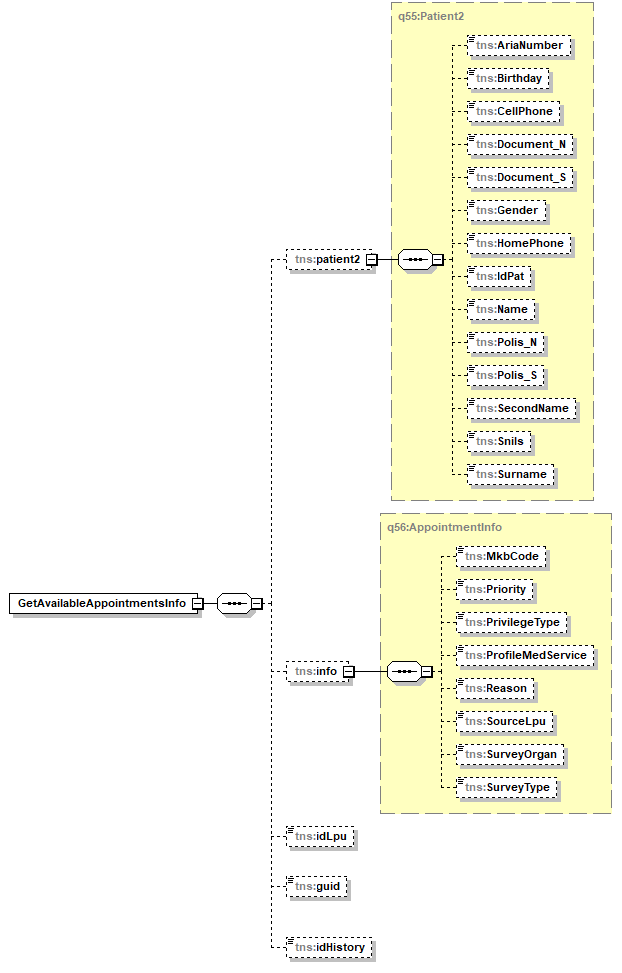 q55:Patient2
tns:AriaNumber
tns:Birthday
tns:CellPhone
tns:Document_N
tns:Document_S
tns:Gender
tns:patient2
tns:HomePhone
tns:IdPat
tns:Name
tns:Polis_N
tns:Polis_S
tns:SecondName
tns:Snils
tns:Surname
q56:AppointmentInfo
tns:MkbCode
tns:Priority
GetAvailableAppointmentsInfo
tns:PrivilegeType
tns:ProfileMedService
tns:info
tns:Reason
tns:SourceLpu
tns:SurveyOrgan
tns:SurveyType
tns:idLpu
tns:guid
tns:idHistory